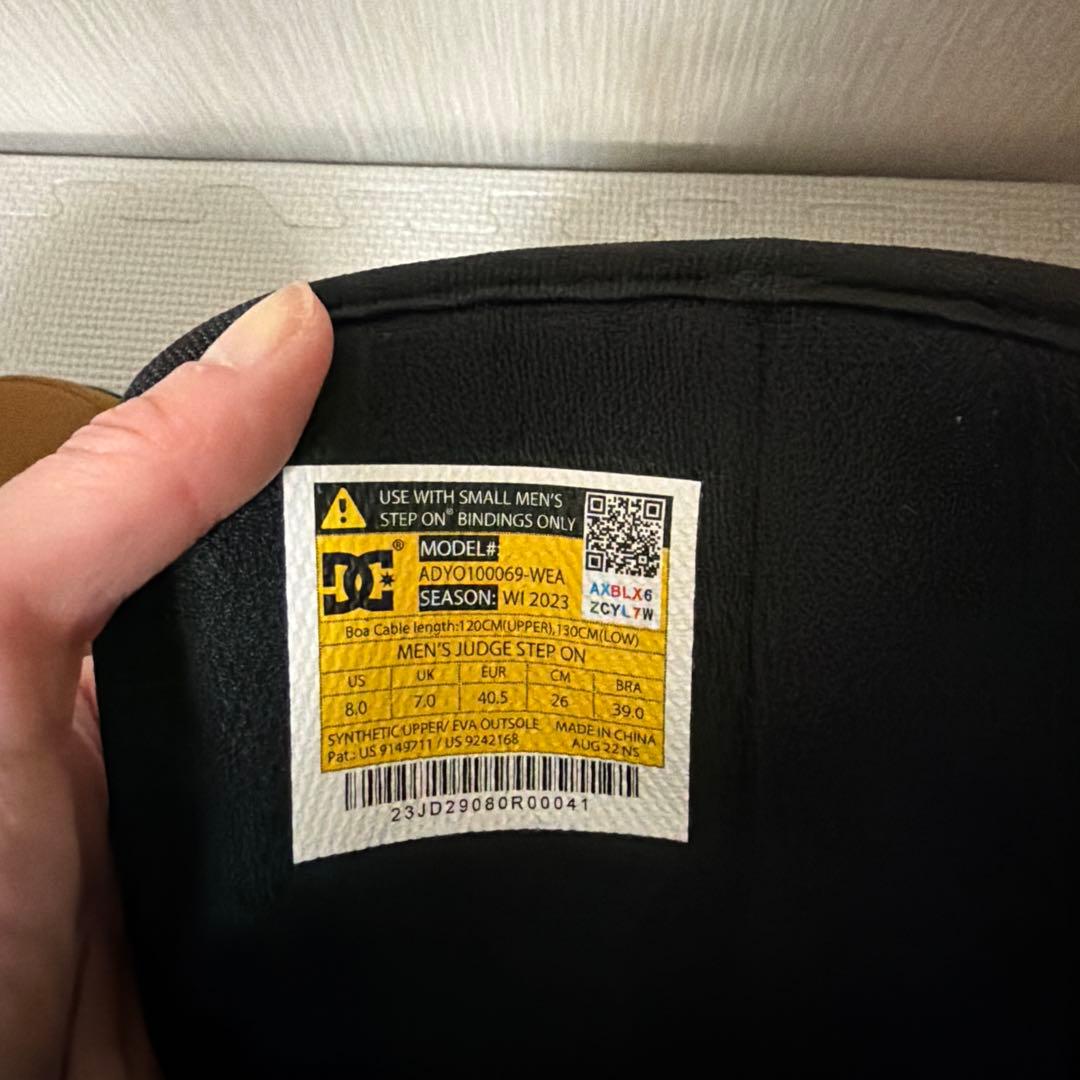 USE WITH SMALL MEN'S
STEP ON® BINDINGS ONLY
DC®
MODEL#:
ADYO100069-WEA
SEASON: WI 2023
AXBLX6
ZCYL7W
Boa Cable length:120CM(UPPER),130CM(LOW)
MEN'S JUDGE STEP ON
US UK EUR CM BRA
8.0 7.0 40.5 26 39.0
SYNTHETIC UPPER/ EVA OUTSOLE MADE IN CHINA
Pat.: US 9149711 / US 9242168 AUG 22 NS
23JD29080R00041